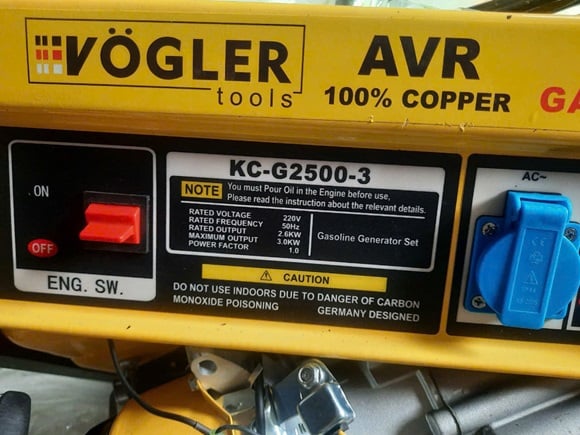 VÖGLER
tools
AVR
100% COPPER
GA
KC-G2500-3
NOTE
You must Pour Oil in the Engine before use,
Please read the instruction about the relevant details.
RATED VOLTAGE 220V
RATED FREQUENCY 50Hz
RATED OUTPUT 2.6KW
MAXIMUM OUTPUT 3.0KW
POWER FACTOR 1.0
Gasoline Generator Set
CAUTION
DO NOT USE INDOORS DUE TO DANGER OF CARBON
MONOXIDE POISONING GERMANY DESIGNED
ON
OFF
ENG. SW.
AC~